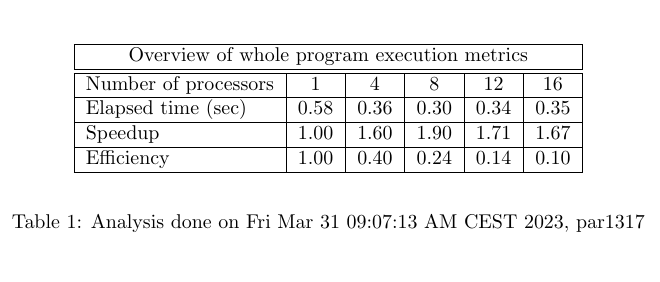 Overview of whole program execution metrics
Number of processors 1 4 8 12 16
Elapsed time (sec) 0.58 0.36 0.30 0.34 0.35
Speedup 1.00 1.60 1.90 1.71 1.67
Efficiency 1.00 0.40 0.24 0.14 0.10
Table 1: Analysis done on Fri Mar 31 09:07:13 AM CEST 2023, par1317